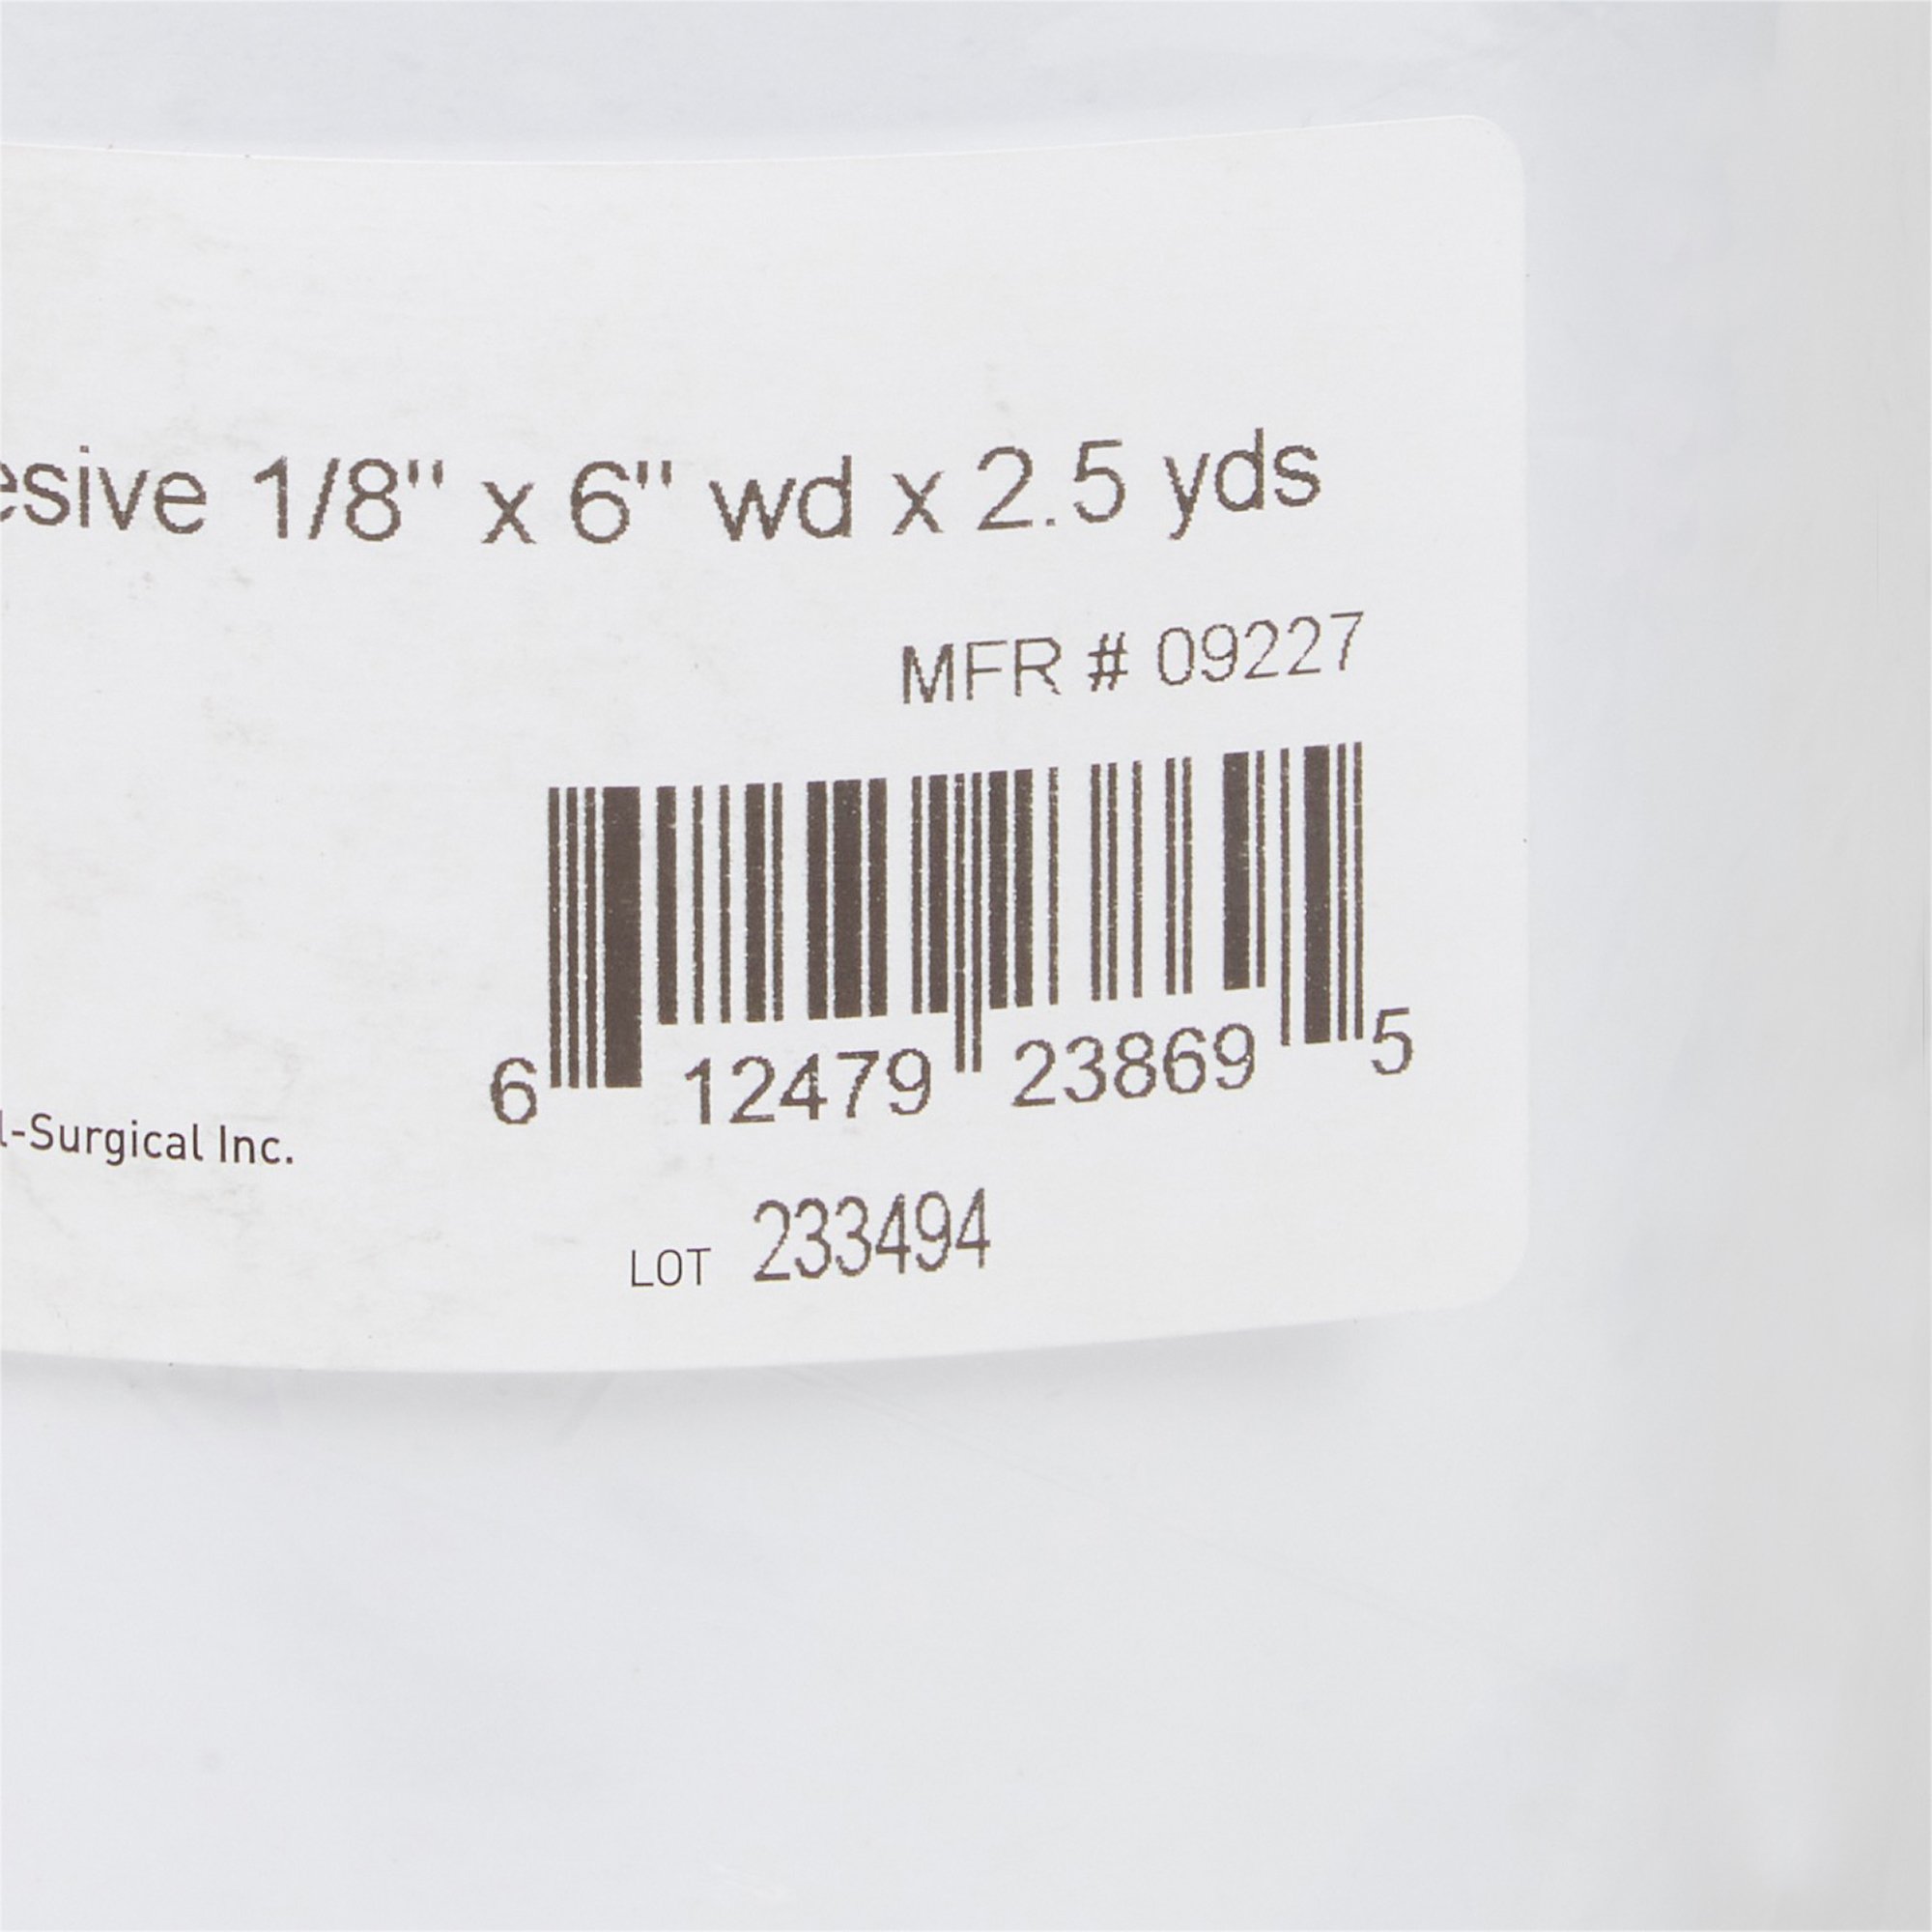 esive 1/8" x 6" wd x 2.5 yds
MFR # 09227
6 12479 23869 5
l-Surgical Inc.
LOT 233494